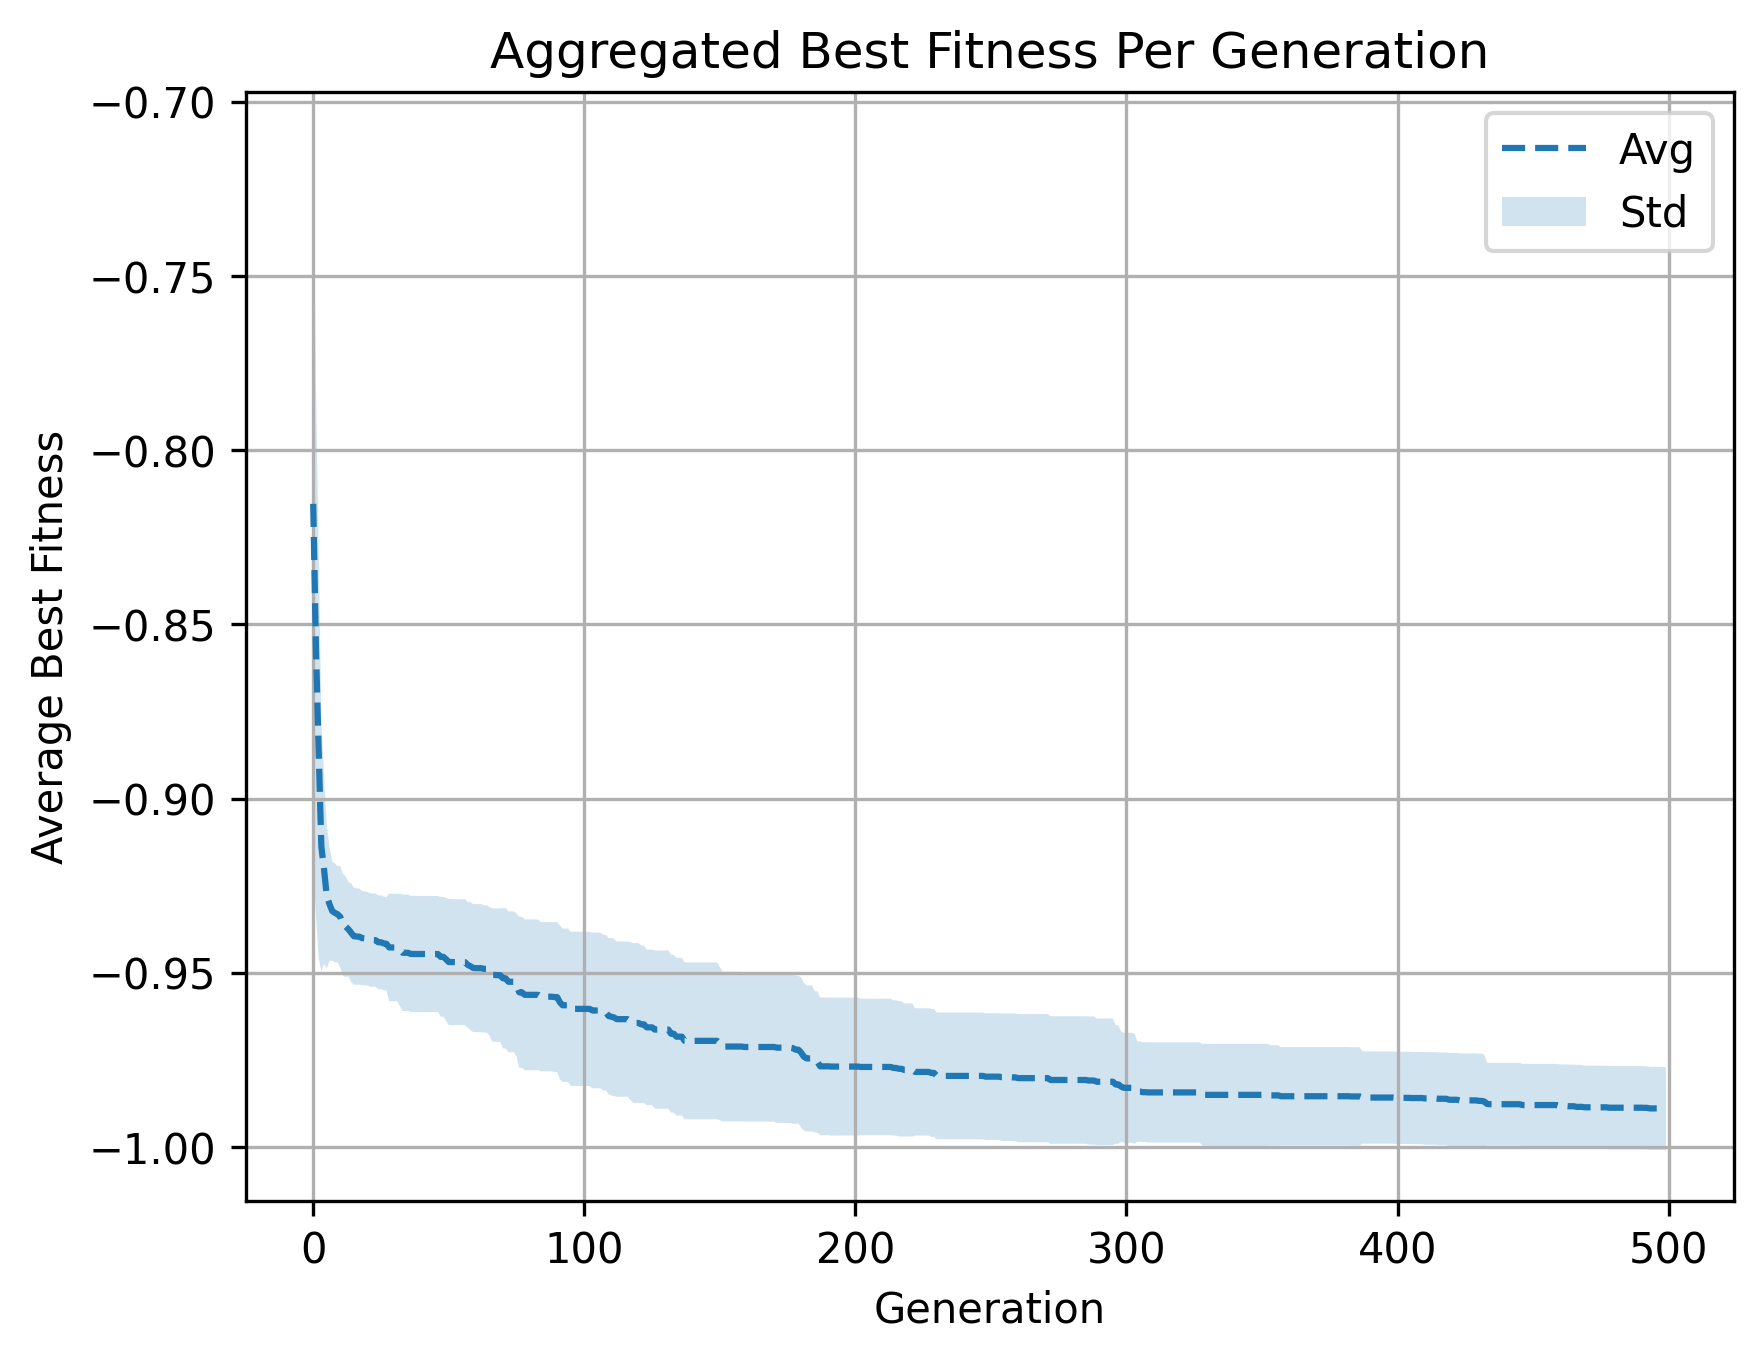 Aggregated Best Fitness Per Generation
Average Best Fitness
−0.70
−0.75
−0.80
−0.85
−0.90
−0.95
−1.00
Avg
Std
0 100 200 300 400 500
Generation